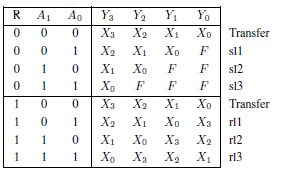 R A₁ A₀ Y₃ Y₂ Y₁ Y₀
0 0 0 X₃ X₂ X₁ X₀ Transfer
0 0 1 X₂ X₁ X₀ F sl1
0 1 0 X₁ X₀ F F sl2
0 1 1 X₀ F F F sl3
1 0 0 X₃ X₂ X₁ X₀ Transfer
1 0 1 X₂ X₁ X₀ X₃ rl1
1 1 0 X₁ X₀ X₃ X₂ rl2
1 1 1 X₀ X₃ X₂ X₁ rl3